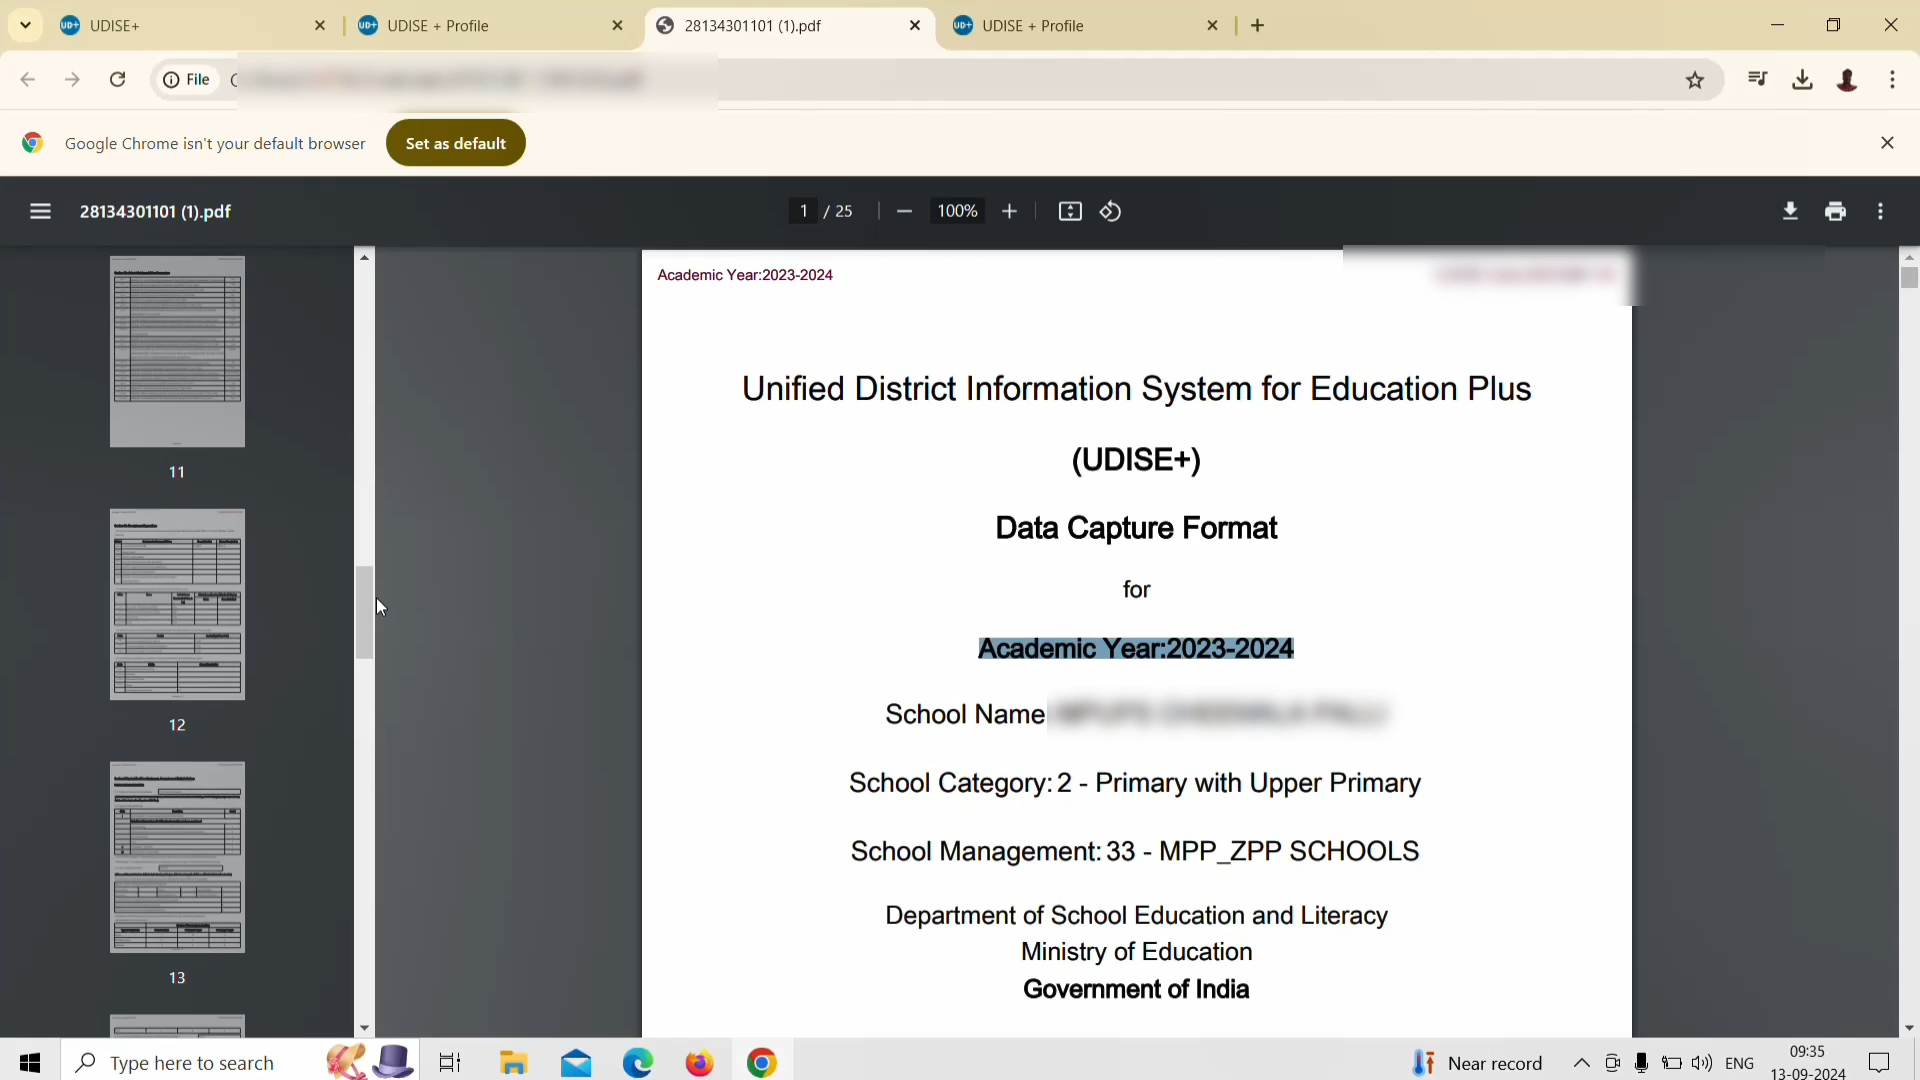 UDISE+
UDISE + Profile
28134301101 (1).pdf
UDISE + Profile
File
Google Chrome isn't your default browser
Set as default
28134301101 (1).pdf
1 / 25
100%
11
12
13
Academic Year:2023-2024
Unified District Information System for Education Plus
(UDISE+)
Data Capture Format
for
Academic Year:2023-2024
School Name
School Category: 2 - Primary with Upper Primary
School Management: 33 - MPP_ZPP SCHOOLS
Department of School Education and Literacy
Ministry of Education
Government of India
Type here to search
Near record
ENG
09:35
13-09-2024